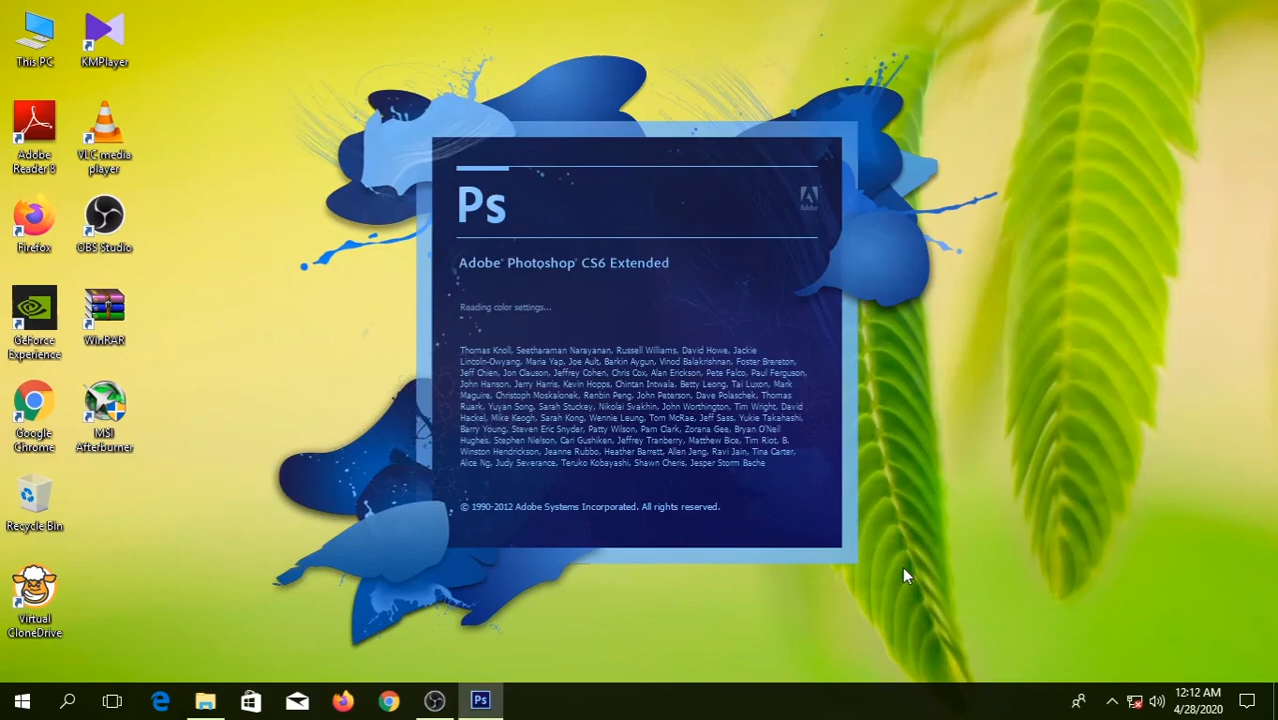 This PC
KMPlayer
Adobe
Reader 8
VLC media
player
Firefox
OBS Studio
GeForce
Experience
WinRAR
Google
Chrome
MSI
Afterburner
Recycle Bin
Virtual
CloneDrive
Ps
Adobe
Adobe® Photoshop® CS6 Extended
Reading color settings...
Thomas Knoll, Seetharaman Narayanan, Russell Williams, David Howe, Jackie
Lincoln-Owyang, Maria Yap, Joe Ault, Barkin Aygun, Vinod Balakrishnan, Foster Brereton,
Jeff Chien, Jon Clauson, Jeffrey Cohen, Chris Cox, Alan Erickson, Pete Falco, Paul Ferguson,
John Hanson, Jerry Harris, Kevin Hopps, Chintan Intwala, Betty Leong, Tai Luxon, Mark
Maguire, Christoph Moskalonek, Renbin Peng, John Peterson, Dave Polaschek, Thomas
Ruark, Yuyan Song, Sarah Stuckey, Nikolai Svakhin, John Worthington, Tim Wright, David
Hackel, Mike Keogh, Sarah Kong, Wennie Leung, Tom McRae, Jeff Sass, Yukie Takahashi,
Barry Young, Steven Eric Snyder, Patty Wilson, Pam Clark, Zorana Gee, Bryan O'Neil
Hughes, Stephen Nielson, Cari Gushiken, Jeffrey Tranberry, Matthew Bice, Tim Riot, B.
Winston Hendrickson, Jeanne Rubbo, Heather Barrett, Allen Jeng, Ravi Jain, Tina Carter,
Alice Ng, Judy Severance, Teruko Kobayashi, Shawn Cheris, Jesper Storm Bache
© 1990-2012 Adobe Systems Incorporated. All rights reserved.
Ps
12:12 AM
4/28/2020